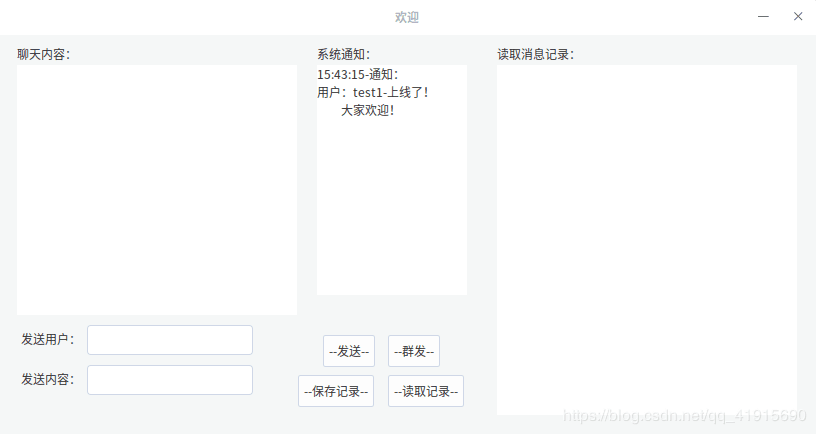 欢迎
聊天内容：
系统通知：
读取消息记录：
15:43:15-通知：
用户：test1-上线了！
大家欢迎！
发送用户：
发送内容：
--发送--
--群发--
--保存记录--
--读取记录--
https://blog.csdn.net/qq_41915690